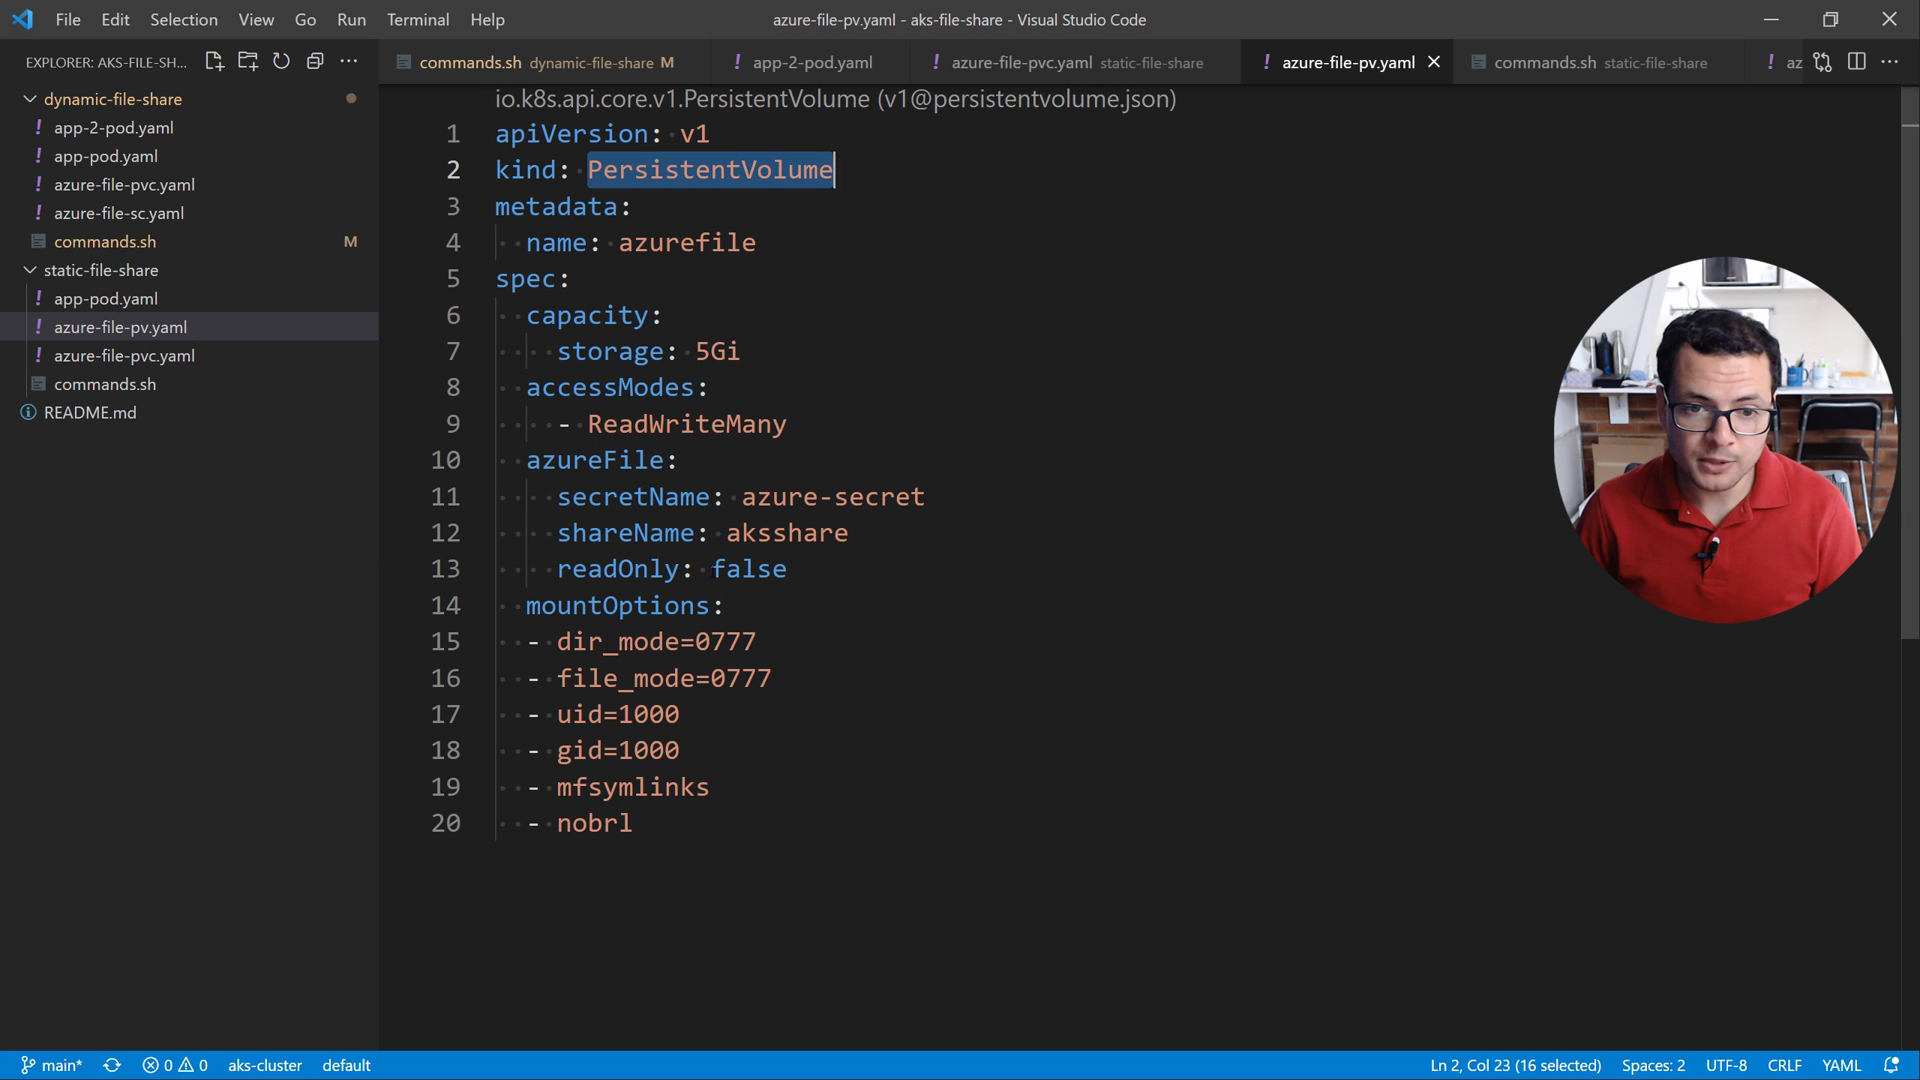 File Edit Selection View Go Run Terminal Help
azure-file-pv.yaml - aks-file-share - Visual Studio Code
EXPLORER: AKS-FILE-SH...
commands.sh dynamic-file-share M
app-2-pod.yaml
azure-file-pvc.yaml static-file-share
azure-file-pv.yaml
commands.sh static-file-share
az
dynamic-file-share
app-2-pod.yaml
app-pod.yaml
azure-file-pvc.yaml
azure-file-sc.yaml
commands.sh M
static-file-share
app-pod.yaml
azure-file-pv.yaml
azure-file-pvc.yaml
commands.sh
README.md
io.k8s.api.core.v1.PersistentVolume (v1@persistentvolume.json)
1 apiVersion: v1
2 kind: PersistentVolume
3 metadata:
4 name: azurefile
5 spec:
6 capacity:
7 storage: 5Gi
8 accessModes:
9 - ReadWriteMany
10 azureFile:
11 secretName: azure-secret
12 shareName: aksshare
13 readOnly: false
14 mountOptions:
15 - dir_mode=0777
16 - file_mode=0777
17 - uid=1000
18 - gid=1000
19 - mfsymlinks
20 - nobrl
main* 0 0 aks-cluster default
Ln 2, Col 23 (16 selected) Spaces: 2 UTF-8 CRLF YAML